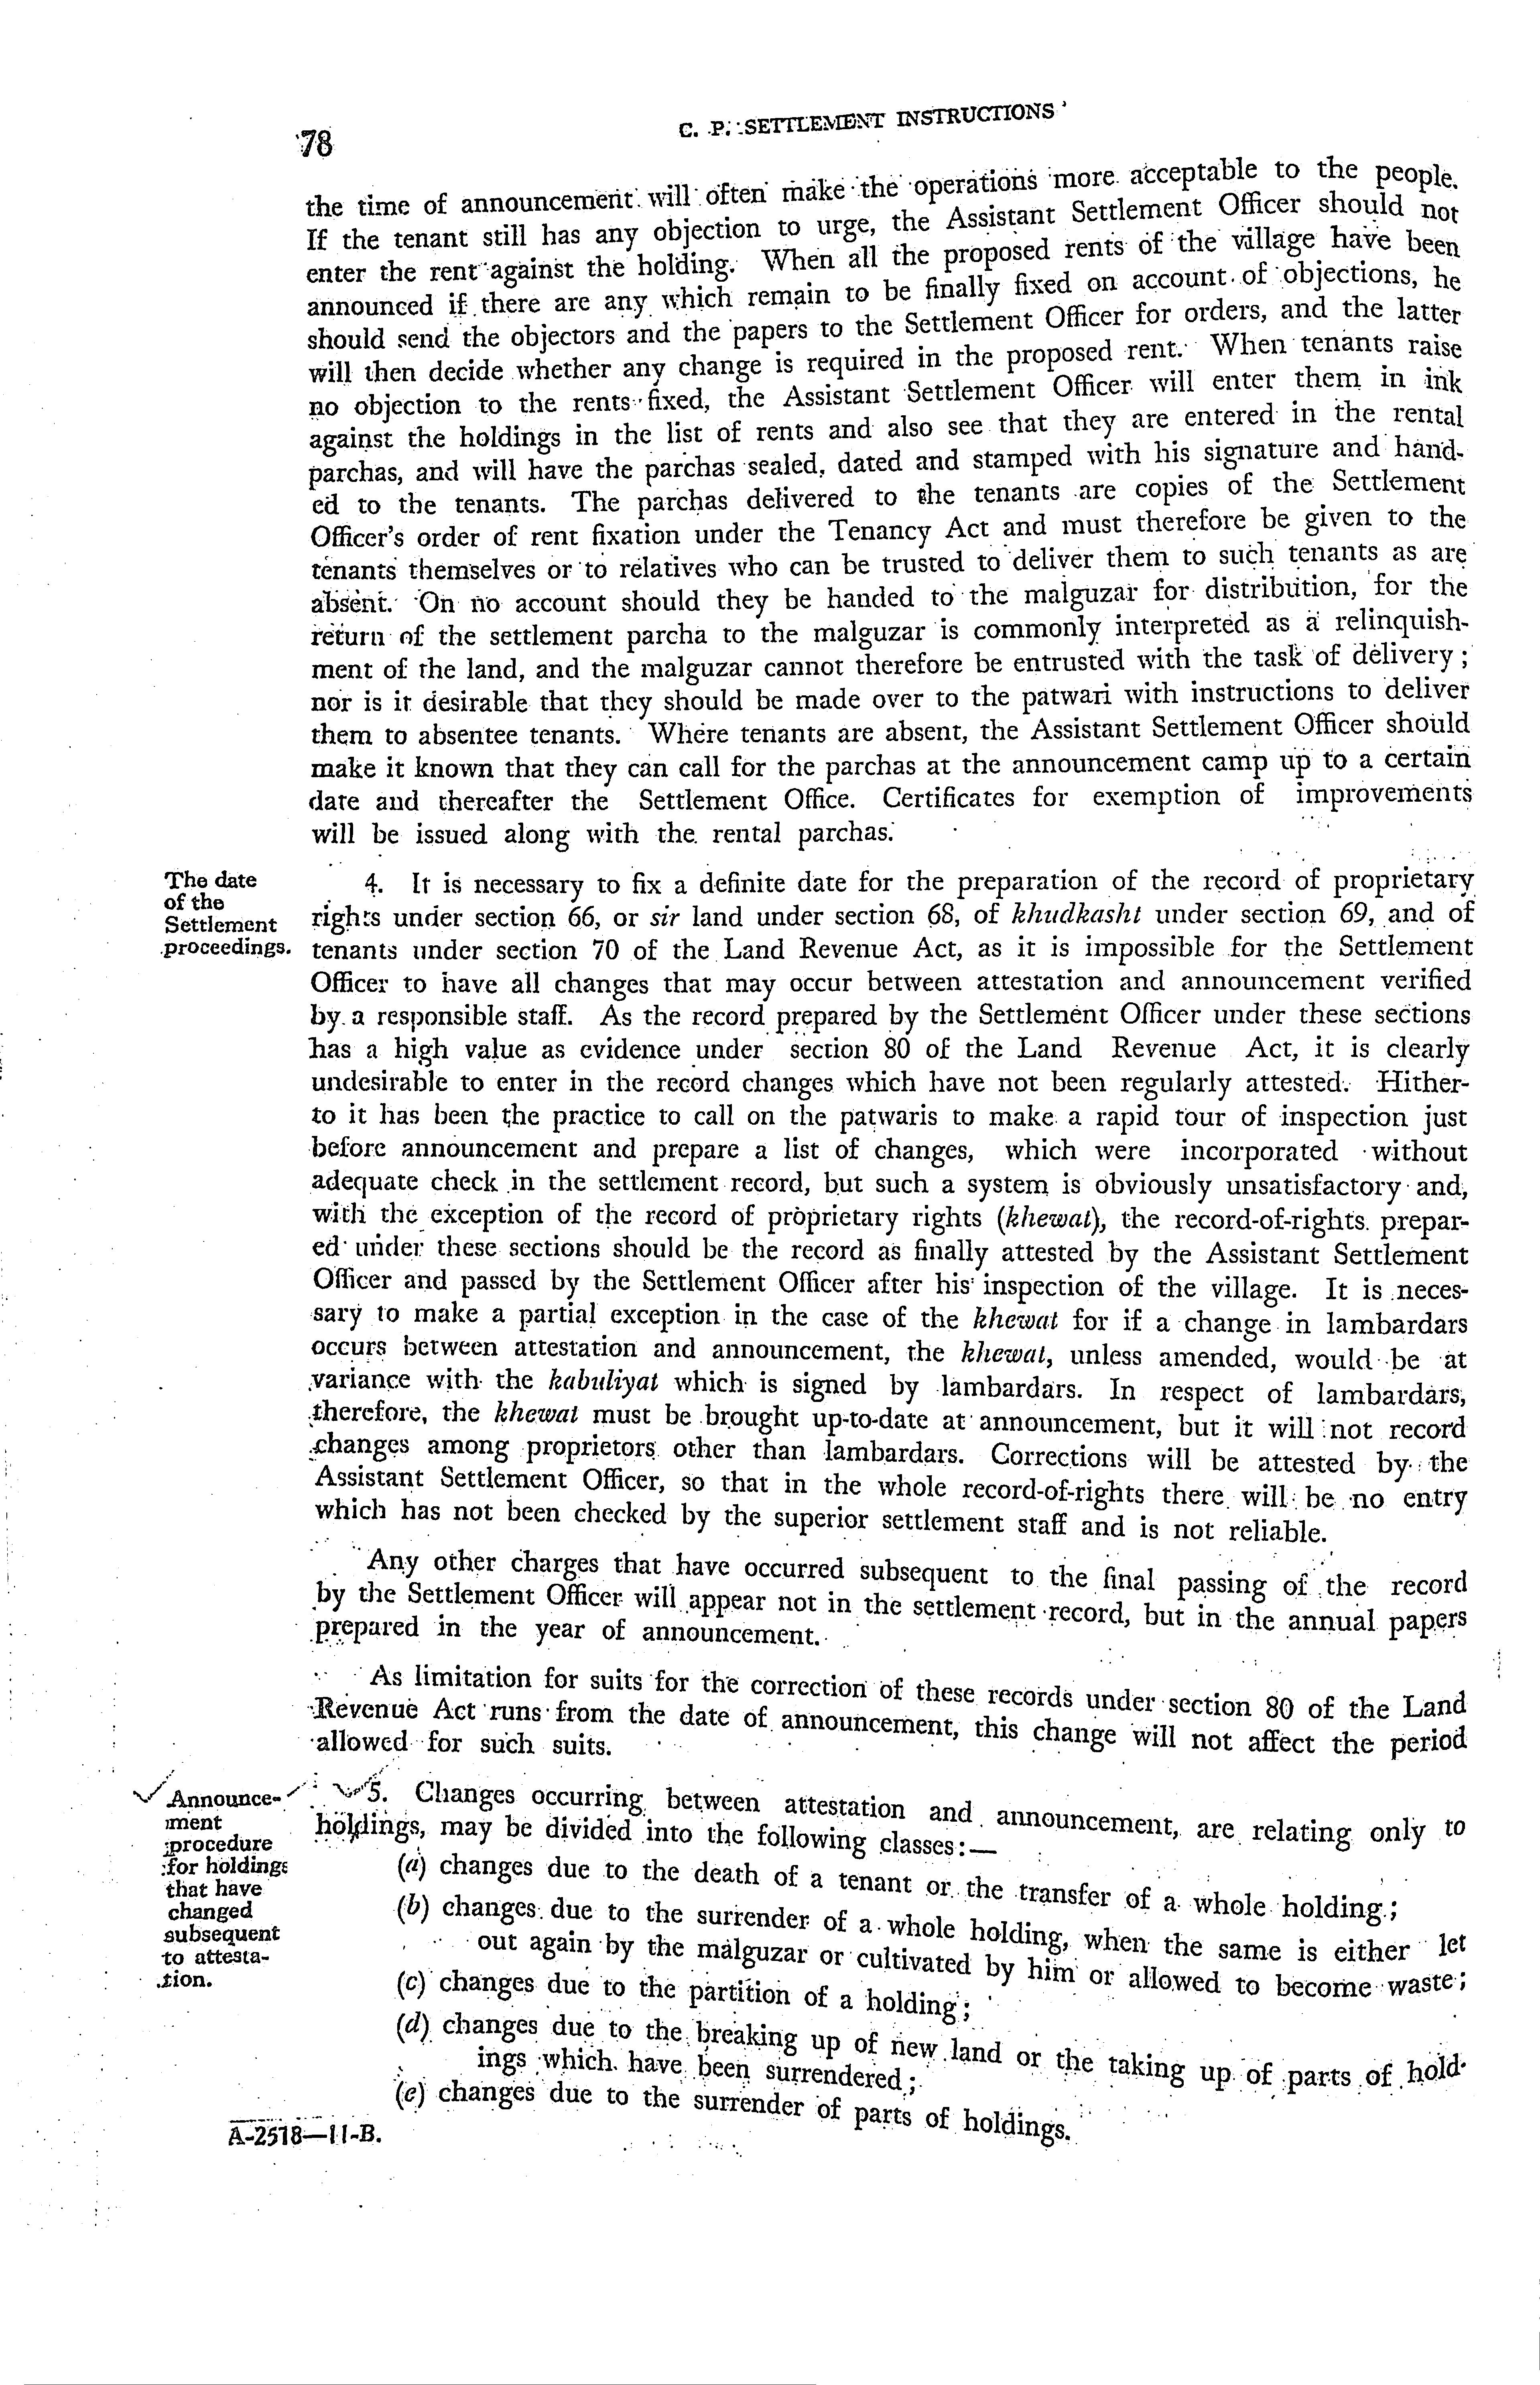 78
C. P. SETTLEMENT INSTRUCTIONS
the time of announcement will often make the operations more acceptable to the people.
If the tenant still has any objection to urge, the Assistant Settlement Officer should not
enter the rent against the holding. When all the proposed rents of the village have been
announced if there are any which remain to be finally fixed on account of objections, he
should send the objectors and the papers to the Settlement Officer for orders, and the latter
will then decide whether any change is required in the proposed rent. When tenants raise
no objection to the rents fixed, the Assistant Settlement Officer will enter them in ink
against the holdings in the list of rents and also see that they are entered in the rental
parchas, and will have the parchas sealed, dated and stamped with his signature and hand-
ed to the tenants. The parchas delivered to the tenants are copies of the Settlement
Officer's order of rent fixation under the Tenancy Act and must therefore be given to the
tenants themselves or to relatives who can be trusted to deliver them to such tenants as are
absent. On no account should they be handed to the malguzar for distribution, for the
return of the settlement parcha to the malguzar is commonly interpreted as a relinquish-
ment of the land, and the malguzar cannot therefore be entrusted with the task of delivery;
nor is it desirable that they should be made over to the patwari with instructions to deliver
them to absentee tenants. Where tenants are absent, the Assistant Settlement Officer should
make it known that they can call for the parchas at the announcement camp up to a certain
date and thereafter the Settlement Office. Certificates for exemption of improvements
will be issued along with the rental parchas.
The date
of the
Settlement
proceedings.
4. It is necessary to fix a definite date for the preparation of the record of proprietary
rights under section 66, or sir land under section 68, of khudkasht under section 69, and of
tenants under section 70 of the Land Revenue Act, as it is impossible for the Settlement
Officer to have all changes that may occur between attestation and announcement verified
by a responsible staff. As the record prepared by the Settlement Officer under these sections
has a high value as evidence under section 80 of the Land Revenue Act, it is clearly
undesirable to enter in the record changes which have not been regularly attested. Hither-
to it has been the practice to call on the patwaris to make a rapid tour of inspection just
before announcement and prepare a list of changes, which were incorporated without
adequate check in the settlement record, but such a system is obviously unsatisfactory and,
with the exception of the record of proprietary rights (khewat), the record-of-rights prepar-
ed under these sections should be the record as finally attested by the Assistant Settlement
Officer and passed by the Settlement Officer after his inspection of the village. It is neces-
sary to make a partial exception in the case of the khewat for if a change in lambardars
occurs between attestation and announcement, the khewat, unless amended, would be at
variance with the kabuliyat which is signed by lambardars. In respect of lambardars,
therefore, the khewat must be brought up-to-date at announcement, but it will not record
changes among proprietors other than lambardars. Corrections will be attested by the
Assistant Settlement Officer, so that in the whole record-of-rights there will be no entry
which has not been checked by the superior settlement staff and is not reliable.
Any other charges that have occurred subsequent to the final passing of the record
by the Settlement Officer will appear not in the settlement record, but in the annual papers
prepared in the year of announcement.
As limitation for suits for the correction of these records under section 80 of the Land
Revenue Act runs from the date of announcement, this change will not affect the period
allowed for such suits.
Announce-
ment
procedure
for holdings
that have
changed
subsequent
to attesta-
tion.
5. Changes occurring between attestation and announcement, are relating only to
holdings, may be divided into the following classes:—
(a) changes due to the death of a tenant or the transfer of a whole holding;
(b) changes due to the surrender of a whole holding, when the same is either let
out again by the malguzar or cultivated by him or allowed to become waste;
(c) changes due to the partition of a holding;
(d) changes due to the breaking up of new land or the taking up of parts of hold-
ings which have been surrendered;
(e) changes due to the surrender of parts of holdings.
A-2518—11-B.